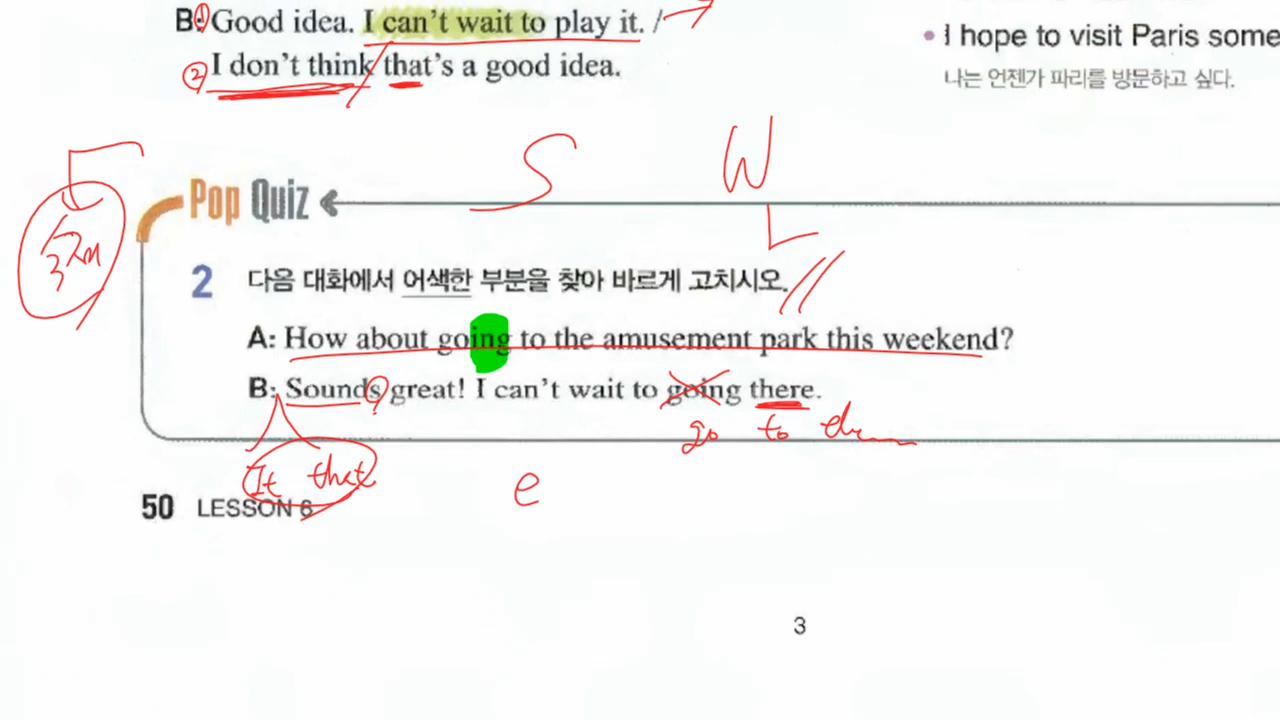 B: ① Good idea. I can't wait to play it. /
② I don't think / that's a good idea.
• I hope to visit Paris some
나는 언젠가 파리를 방문하고 싶다.
S W
L
Pop Quiz
2 다음 대화에서 어색한 부분을 찾아 바르게 고치시오.
A: How about going to the amusement park this weekend?
B: Sounds great! I can't wait to going there.
go to
It that
e
50 LESSON 6
3